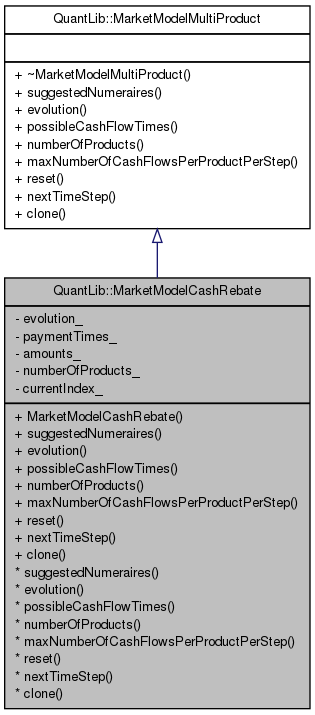 QuantLib::MarketModelMultiProduct
+ ~MarketModelMultiProduct()
+ suggestedNumeraires()
+ evolution()
+ possibleCashFlowTimes()
+ numberOfProducts()
+ maxNumberOfCashFlowsPerProductPerStep()
+ reset()
+ nextTimeStep()
+ clone()
QuantLib::MarketModelCashRebate
- evolution_
- paymentTimes_
- amounts_
- numberOfProducts_
- currentIndex_
+ MarketModelCashRebate()
+ suggestedNumeraires()
+ evolution()
+ possibleCashFlowTimes()
+ numberOfProducts()
+ maxNumberOfCashFlowsPerProductPerStep()
+ reset()
+ nextTimeStep()
+ clone()
* suggestedNumeraires()
* evolution()
* possibleCashFlowTimes()
* numberOfProducts()
* maxNumberOfCashFlowsPerProductPerStep()
* reset()
* nextTimeStep()
* clone()